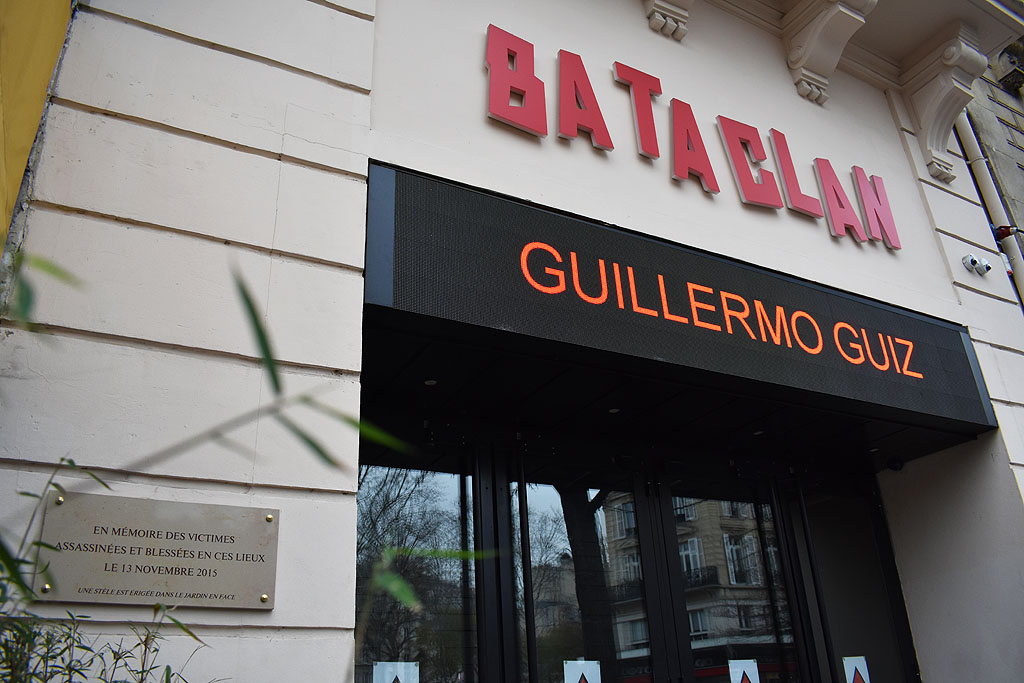 BATACLAN
GUILLERMO GUIZ
EN MÉMOIRE DES VICTIMES
ASSASSINÉES ET BLESSÉES EN CES LIEUX
LE 13 NOVEMBRE 2015
UNE STÈLE EST ERIGÉE DANS LE JARDIN EN FACE